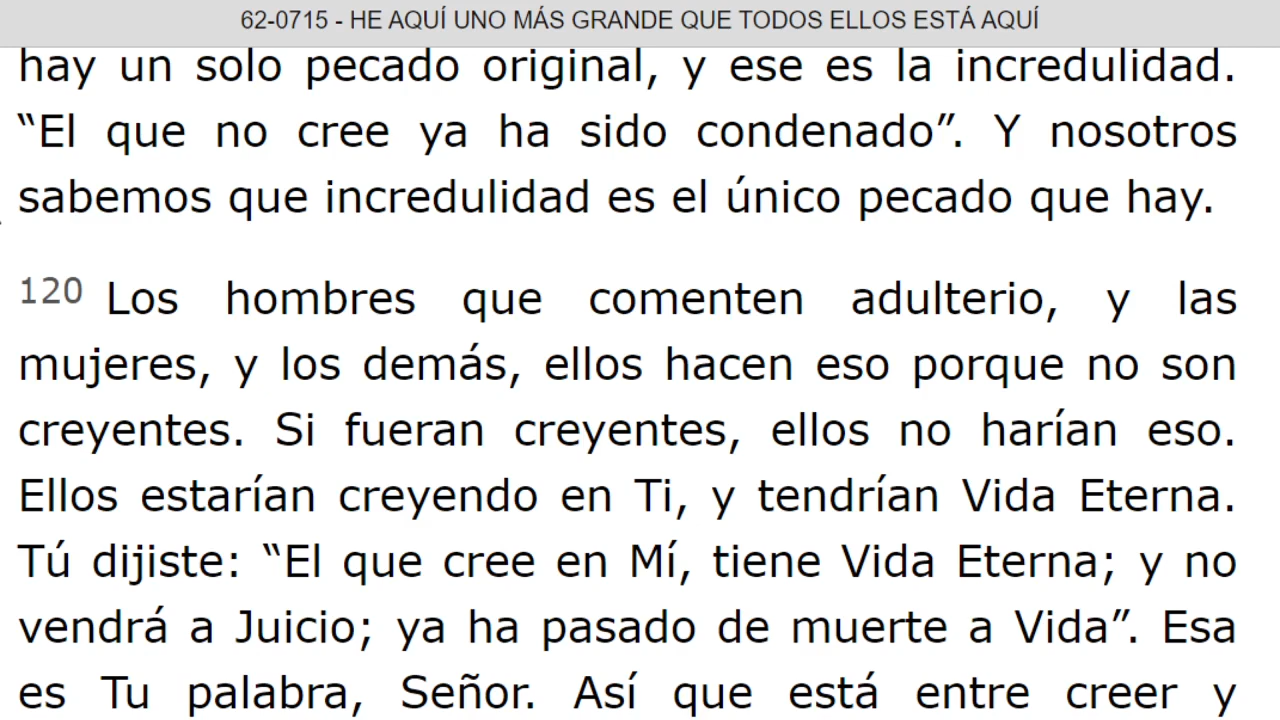 62-0715 - HE AQUÍ UNO MÁS GRANDE QUE TODOS ELLOS ESTÁ AQUÍ
hay un solo pecado original, y ese es la incredulidad.
“El que no cree ya ha sido condenado”. Y nosotros
sabemos que incredulidad es el único pecado que hay.
120 Los hombres que comenten adulterio, y las
mujeres, y los demás, ellos hacen eso porque no son
creyentes. Si fueran creyentes, ellos no harían eso.
Ellos estarían creyendo en Ti, y tendrían Vida Eterna.
Tú dijiste: “El que cree en Mí, tiene Vida Eterna; y no
vendrá a Juicio; ya ha pasado de muerte a Vida”. Esa
es Tu palabra, Señor. Así que está entre creer y